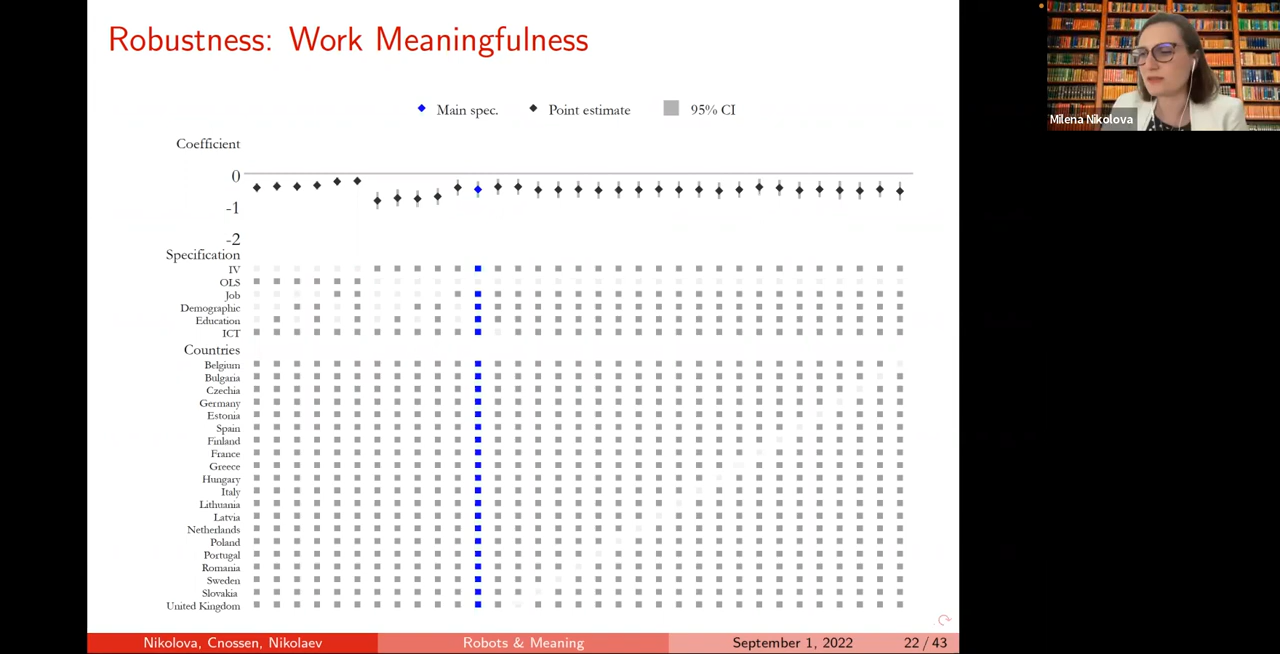 Robustness: Work Meaningfulness
Main spec. Point estimate 95% CI
Coefficient
0
-1
-2
Specification
IV
OLS
Job
Demographic
Education
ICT
Countries
Belgium
Bulgaria
Czechia
Germany
Estonia
Spain
Finland
France
Greece
Hungary
Italy
Lithuania
Latvia
Netherlands
Poland
Portugal
Romania
Sweden
Slovakia
United Kingdom
Nikolova, Cnossen, Nikolaev Robots & Meaning September 1, 2022 22 / 43
Milena Nikolova